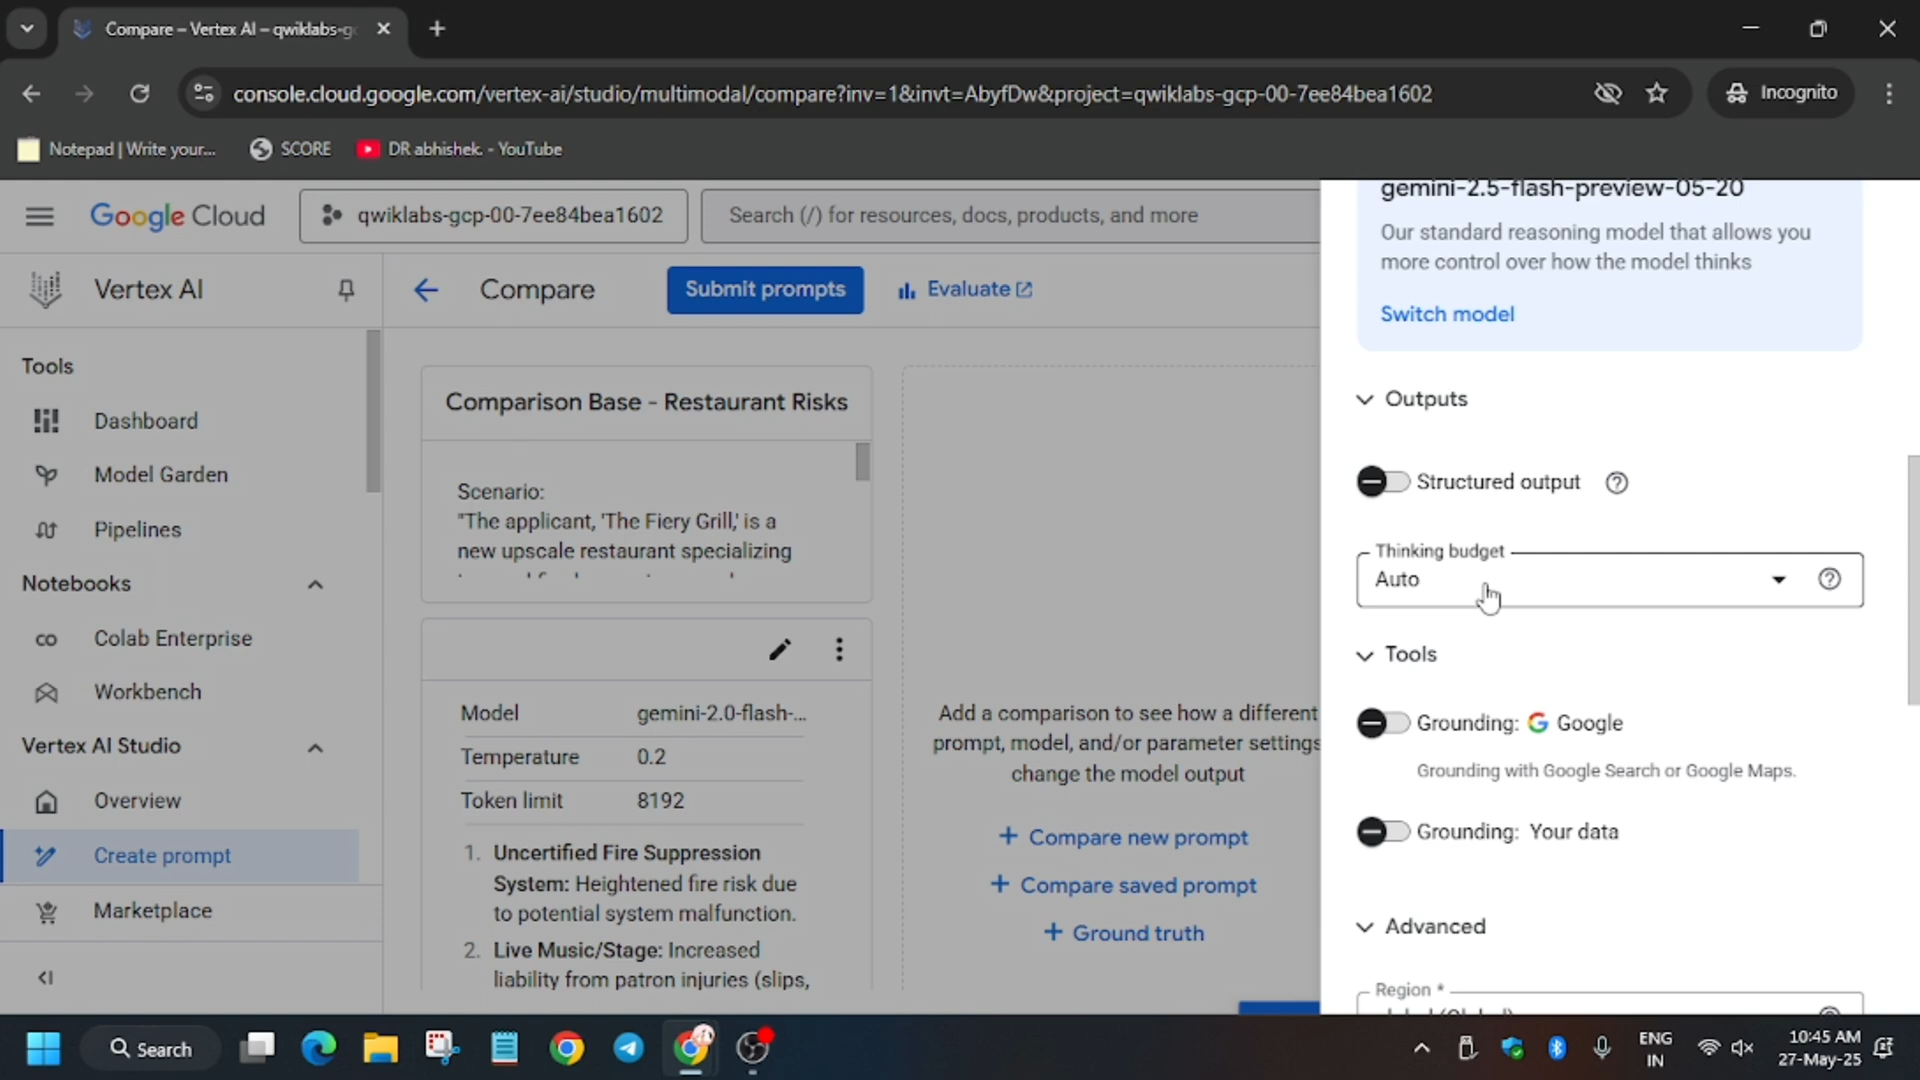 Compare – Vertex AI – qwiklabs-gc
console.cloud.google.com/vertex-ai/studio/multimodal/compare?inv=1&invt=AbyfDw&project=qwiklabs-gcp-00-7ee84bea1602
Incognito
Notepad | Write your...
SCORE
DR abhishek. - YouTube
Google Cloud
qwiklabs-gcp-00-7ee84bea1602
Search (/) for resources, docs, products, and more
Vertex AI
Tools
Dashboard
Model Garden
Pipelines
Notebooks
Colab Enterprise
Workbench
Vertex AI Studio
Overview
Create prompt
Marketplace
Compare
Submit prompts
Evaluate
Comparison Base - Restaurant Risks
Scenario:
"The applicant, 'The Fiery Grill,' is a
new upscale restaurant specializing
Model gemini-2.0-flash-...
Temperature 0.2
Token limit 8192
1. Uncertified Fire Suppression
System: Heightened fire risk due
to potential system malfunction.
2. Live Music/Stage: Increased
liability from patron injuries (slips,
Add a comparison to see how a different
prompt, model, and/or parameter settings
change the model output
+ Compare new prompt
+ Compare saved prompt
+ Ground truth
gemini-2.5-flash-preview-05-20
Our standard reasoning model that allows you
more control over how the model thinks
Switch model
Outputs
Structured output
Thinking budget
Auto
Tools
Grounding: G Google
Grounding with Google Search or Google Maps.
Grounding: Your data
Advanced
Region *
Search
ENG
IN
10:45 AM
27-May-25